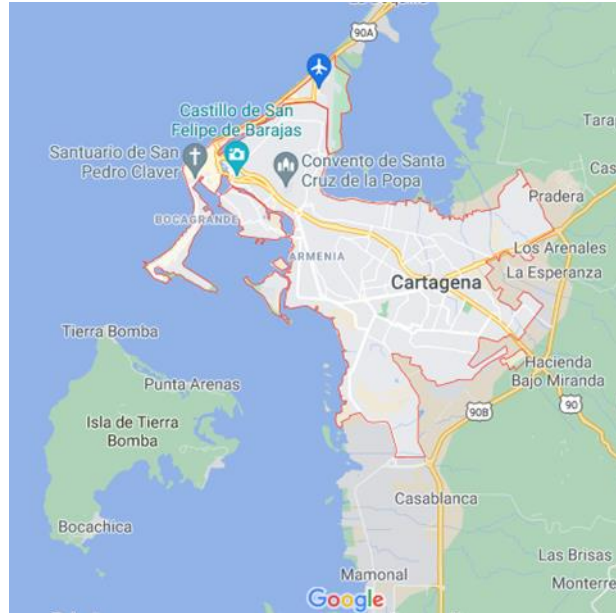 90A
Castillo de San
Felipe de Barajas
Santuario de San
Pedro Claver
Convento de Santa
Cruz de la Popa
Tara
Cas
Pradera
BOCAGRANDE
ARMENIA
Los Arenales
La Esperanza
Cartagena
Tierra Bomba
Punta Arenas
Hacienda
Bajo Miranda
Isla de Tierra
Bomba
90B
90
Casablanca
Bocachica
Las Brisas
Mamonal
Monterre
Google